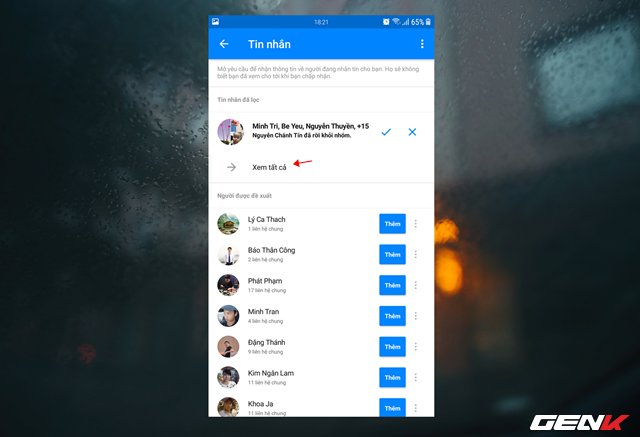 18:21
65%
Tin nhắn
Mở yêu cầu để nhận thông tin về người đang nhắn tin cho bạn. Họ sẽ không
biết bạn đã xem cho tới khi bạn chấp nhận.
Tin nhắn đã lọc
Minh Tri, Be Yeu, Nguyễn Thuyền, +15
Nguyễn Chánh Tín đã rời khỏi nhóm.
Xem tất cả
Người được đề xuất
Lý Ca Thach
1 liên hệ chung
Thêm
Báo Thân Công
2 liên hệ chung
Thêm
Phát Phạm
17 liên hệ chung
Thêm
Minh Tran
4 liên hệ chung
Thêm
Đặng Thánh
9 liên hệ chung
Thêm
Kim Ngân Lam
11 liên hệ chung
Thêm
Khoa Ja
11 liên hệ chung
Thêm
GENK